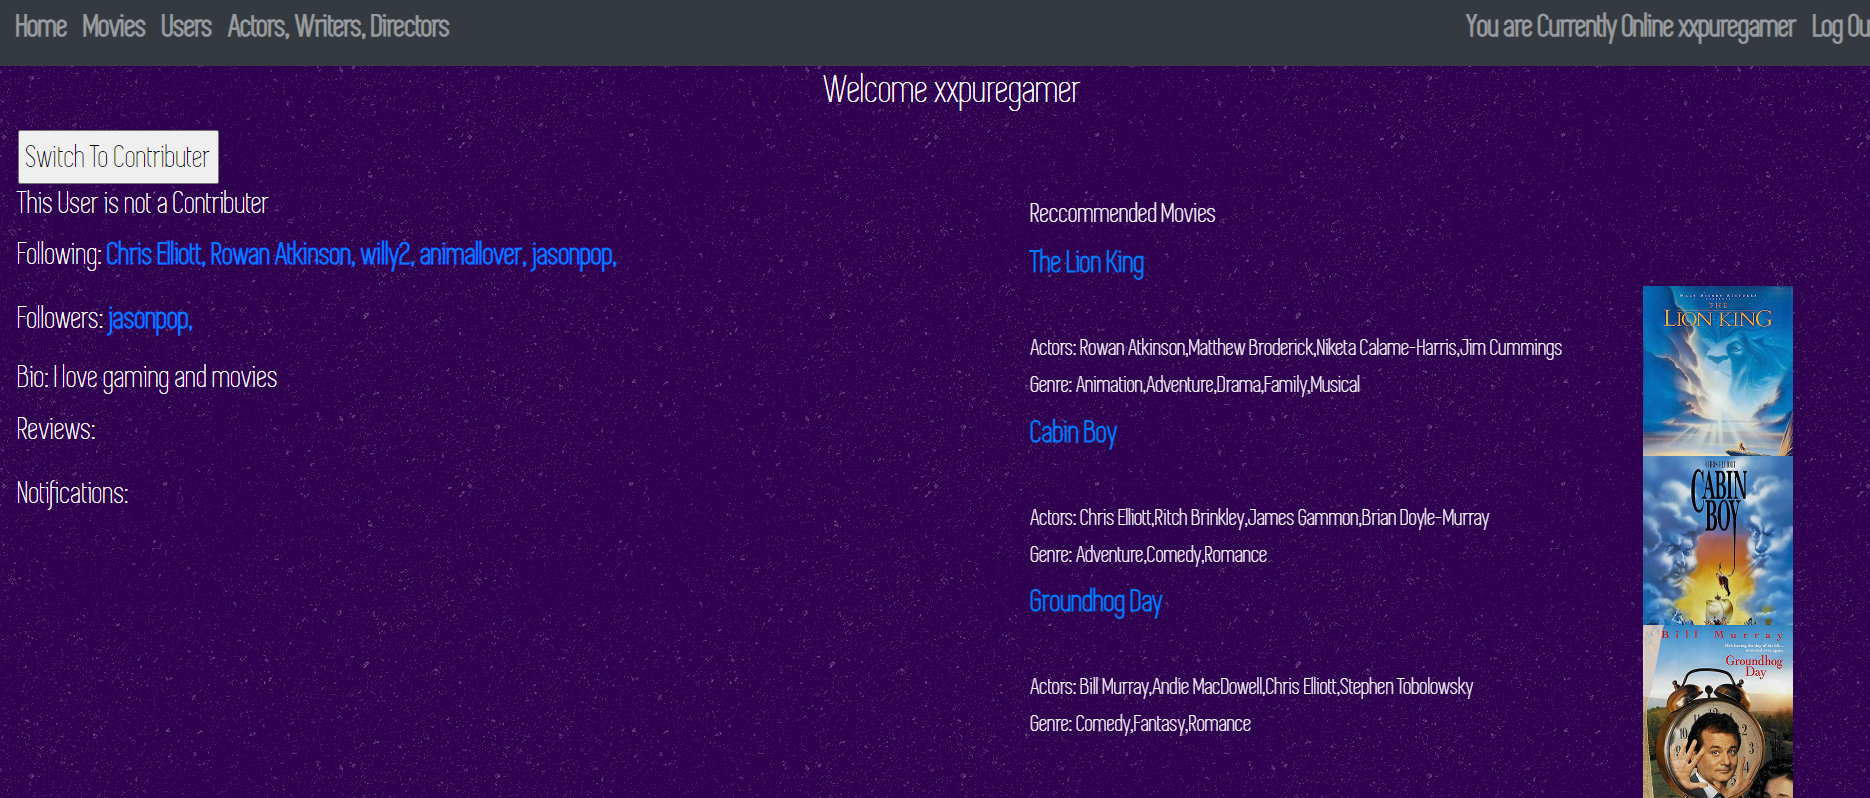 Home Movies Users Actors, Writers, Directors You are Currently Online xxpuregamer Log Ou
Welcome xxpuregamer
Switch To Contributer
This User is not a Contributer
Following: Chris Elliott, Rowan Atkinson, willy2, animallover, jasonpop,
Followers: jasonpop,
Bio: I love gaming and movies
Reviews:
Notifications:
Reccommended Movies
The Lion King
Actors: Rowan Atkinson,Matthew Broderick,Niketa Calame-Harris,Jim Cummings
Genre: Animation,Adventure,Drama,Family,Musical
Cabin Boy
Actors: Chris Elliott,Ritch Brinkley,James Gammon,Brian Doyle-Murray
Genre: Adventure,Comedy,Romance
Groundhog Day
Actors: Bill Murray,Andie MacDowell,Chris Elliott,Stephen Tobolowsky
Genre: Comedy,Fantasy,Romance
WALT DISNEY PICTURES
THE
LION KING
CHRIS ELLIOTT
CABIN
BOY
Bill Murray
Groundhog
Day